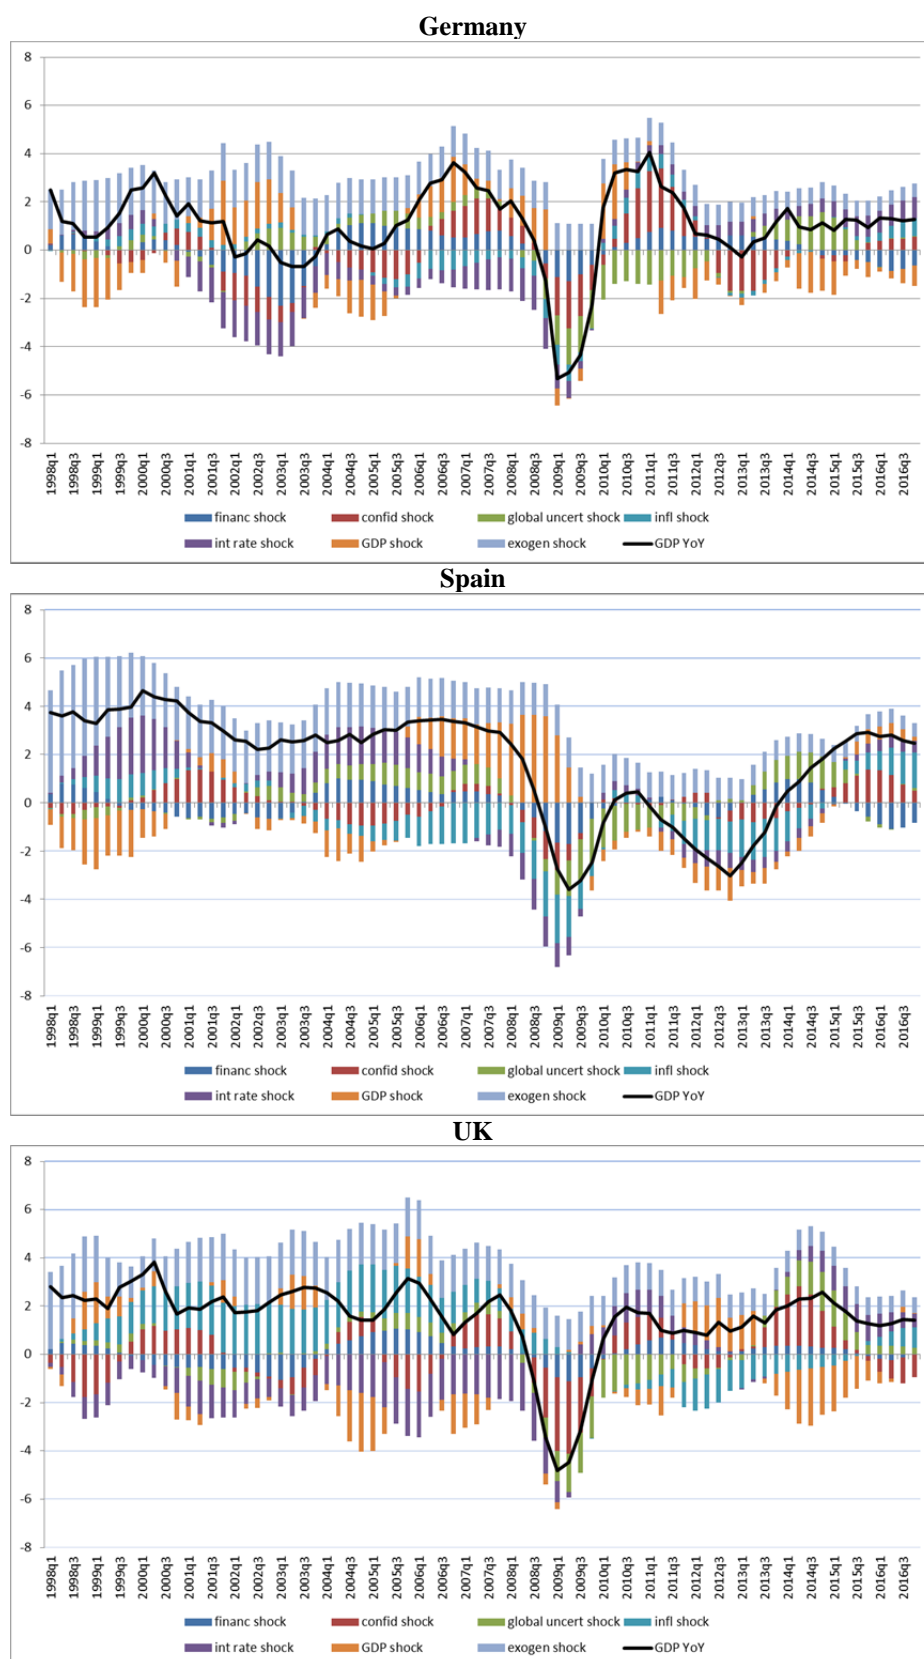 Germany
8
6
4
2
0
-2
-4
-6
-8
1998q1 1998q3 1999q1 1999q3 2000q1 2000q3 2001q1 2001q3 2002q1 2002q3 2003q1 2003q3 2004q1 2004q3 2005q1 2005q3 2006q1 2006q3 2007q1 2007q3 2008q1 2008q3 2009q1 2009q3 2010q1 2010q3 2011q1 2011q3 2012q1 2012q3 2013q1 2013q3 2014q1 2014q3 2015q1 2015q3 2016q1 2016q3
financ shock confid shock global uncert shock infl shock
int rate shock GDP shock exogen shock GDP YoY
Spain
8
6
4
2
0
-2
-4
-6
-8
1998q1 1998q3 1999q1 1999q3 2000q1 2000q3 2001q1 2001q3 2002q1 2002q3 2003q1 2003q3 2004q1 2004q3 2005q1 2005q3 2006q1 2006q3 2007q1 2007q3 2008q1 2008q3 2009q1 2009q3 2010q1 2010q3 2011q1 2011q3 2012q1 2012q3 2013q1 2013q3 2014q1 2014q3 2015q1 2015q3 2016q1 2016q3
financ shock confid shock global uncert shock infl shock
int rate shock GDP shock exogen shock GDP YoY
UK
8
6
4
2
0
-2
-4
-6
-8
1998q1 1998q3 1999q1 1999q3 2000q1 2000q3 2001q1 2001q3 2002q1 2002q3 2003q1 2003q3 2004q1 2004q3 2005q1 2005q3 2006q1 2006q3 2007q1 2007q3 2008q1 2008q3 2009q1 2009q3 2010q1 2010q3 2011q1 2011q3 2012q1 2012q3 2013q1 2013q3 2014q1 2014q3 2015q1 2015q3 2016q1 2016q3
financ shock confid shock global uncert shock infl shock
int rate shock GDP shock exogen shock GDP YoY